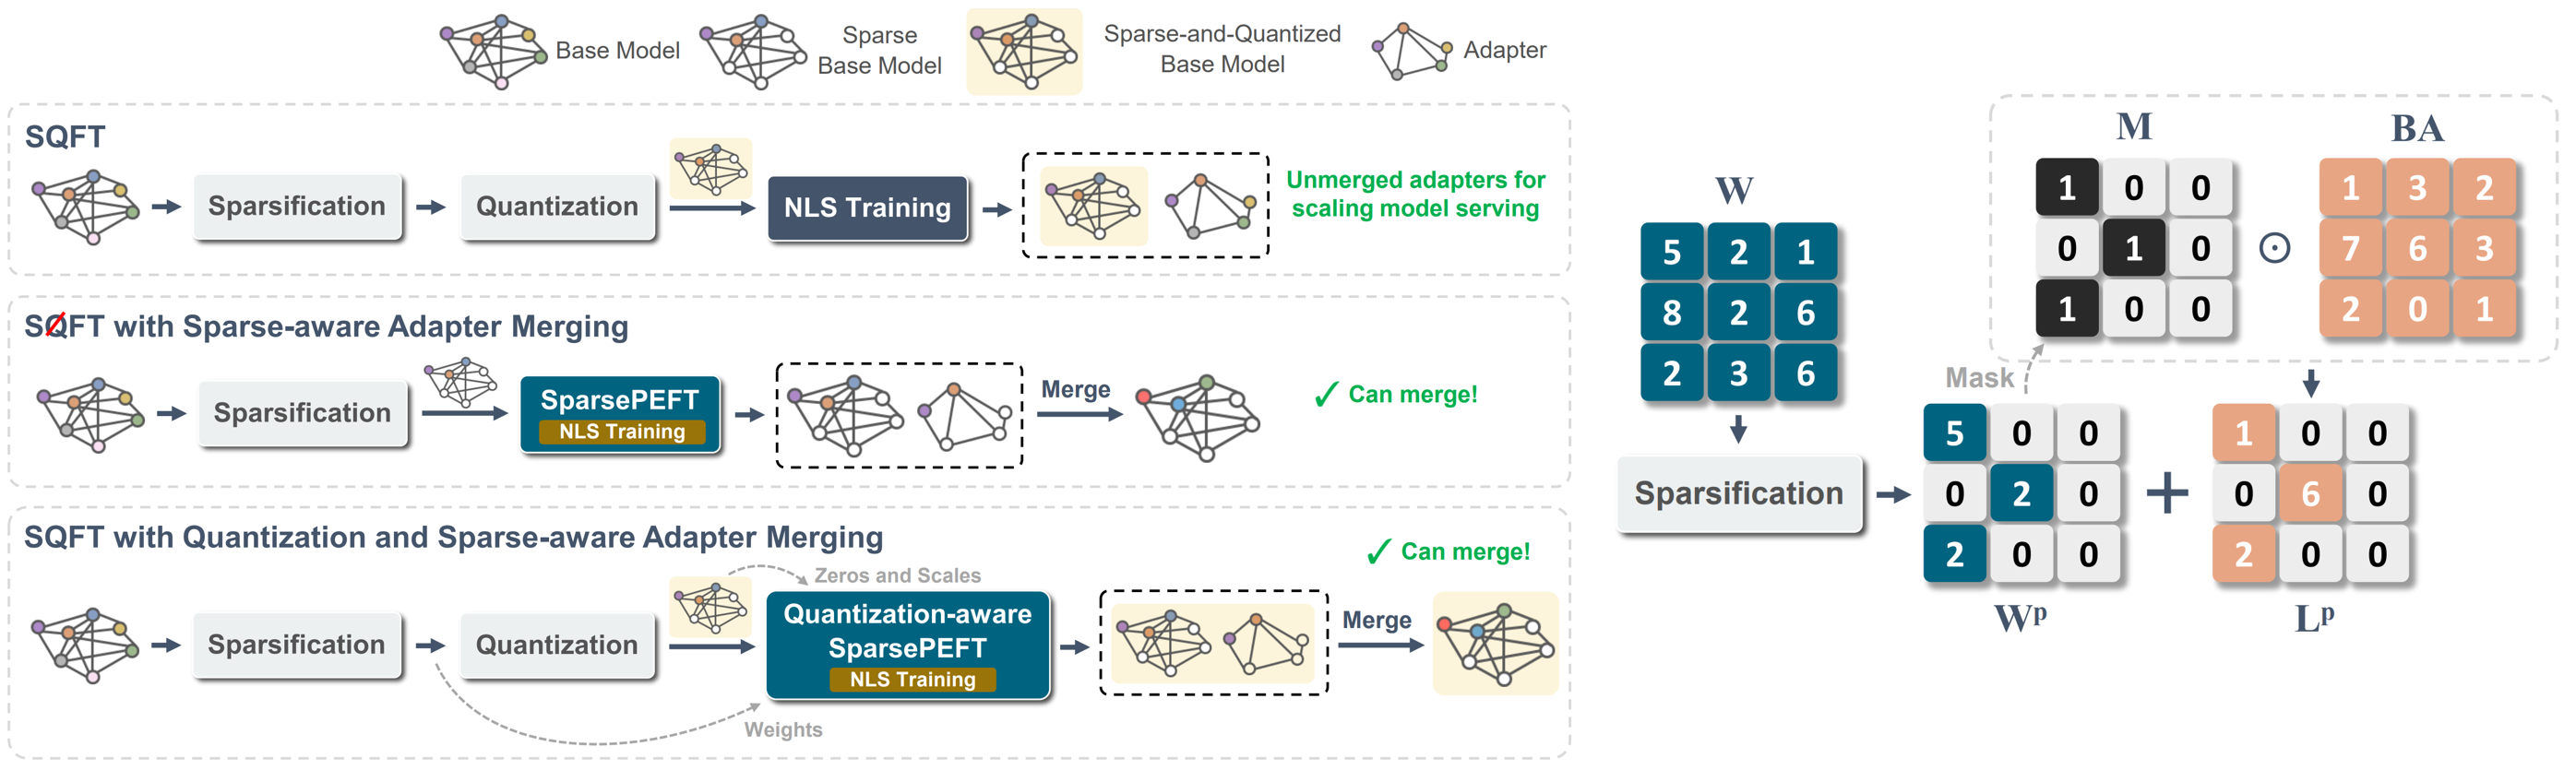 Base Model
Sparse
Base Model
Sparse-and-Quantized
Base Model
Adapter
SQFT
Sparsification
Quantization
NLS Training
Unmerged adapters for
scaling model serving
SQFT with Sparse-aware Adapter Merging
Sparsification
SparsePEFT
NLS Training
Merge
✓ Can merge!
SQFT with Quantization and Sparse-aware Adapter Merging
Sparsification
Quantization
Zeros and Scales
Quantization-aware
SparsePEFT
NLS Training
Weights
Merge
✓ Can merge!
W
5 2 1
8 2 6
2 3 6
Sparsification
Mask
M
1 0 0
0 1 0
1 0 0
⊙
BA
1 3 2
7 6 3
2 0 1
5 0 0
0 2 0
2 0 0
Wᵖ
+
1 0 0
0 6 0
2 0 0
Lᵖ